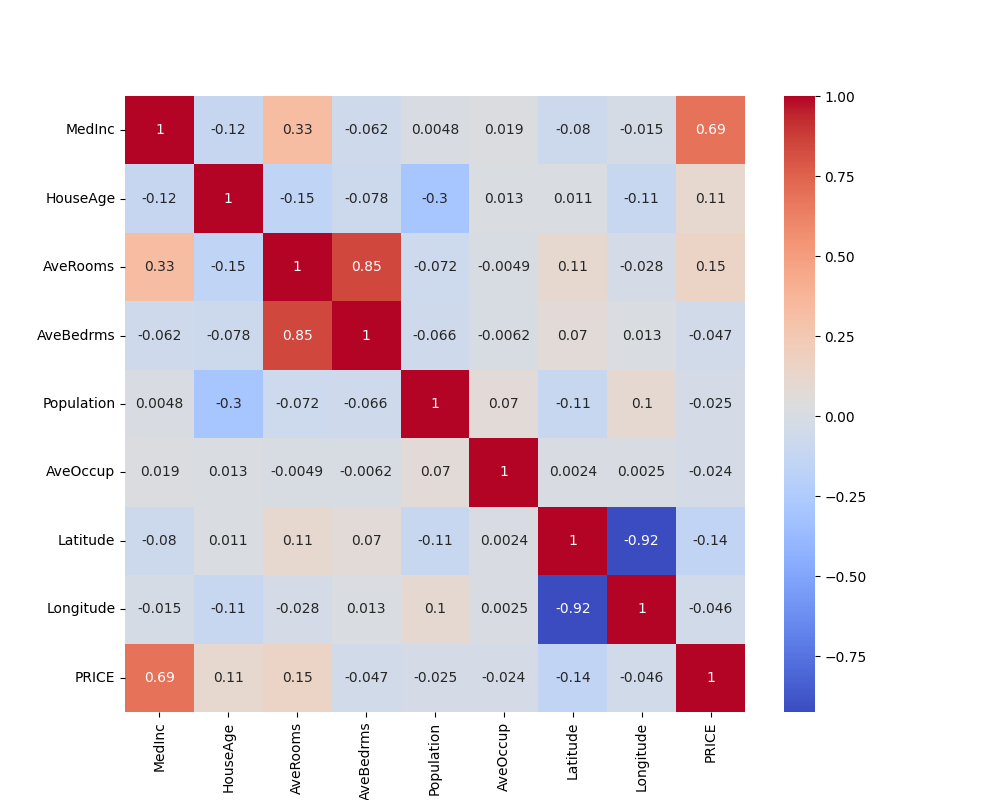 MedInc 1 -0.12 0.33 -0.062 0.0048 0.019 -0.08 -0.015 0.69
HouseAge -0.12 1 -0.15 -0.078 -0.3 0.013 0.011 -0.11 0.11
AveRooms 0.33 -0.15 1 0.85 -0.072 -0.0049 0.11 -0.028 0.15
AveBedrms -0.062 -0.078 0.85 1 -0.066 -0.0062 0.07 0.013 -0.047
Population 0.0048 -0.3 -0.072 -0.066 1 0.07 -0.11 0.1 -0.025
AveOccup 0.019 0.013 -0.0049 -0.0062 0.07 1 0.0024 0.0025 -0.024
Latitude -0.08 0.011 0.11 0.07 -0.11 0.0024 1 -0.92 -0.14
Longitude -0.015 -0.11 -0.028 0.013 0.1 0.0025 -0.92 1 -0.046
PRICE 0.69 0.11 0.15 -0.047 -0.025 -0.024 -0.14 -0.046 1
MedInc HouseAge AveRooms AveBedrms Population AveOccup Latitude Longitude PRICE
1.00
0.75
0.50
0.25
0.00
−0.25
−0.50
−0.75